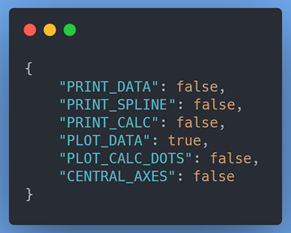 {
    "PRINT_DATA": false,
    "PRINT_SPLINE": false,
    "PRINT_CALC": false,
    "PLOT_DATA": true,
    "PLOT_CALC_DOTS": false,
    "CENTRAL_AXES": false
}